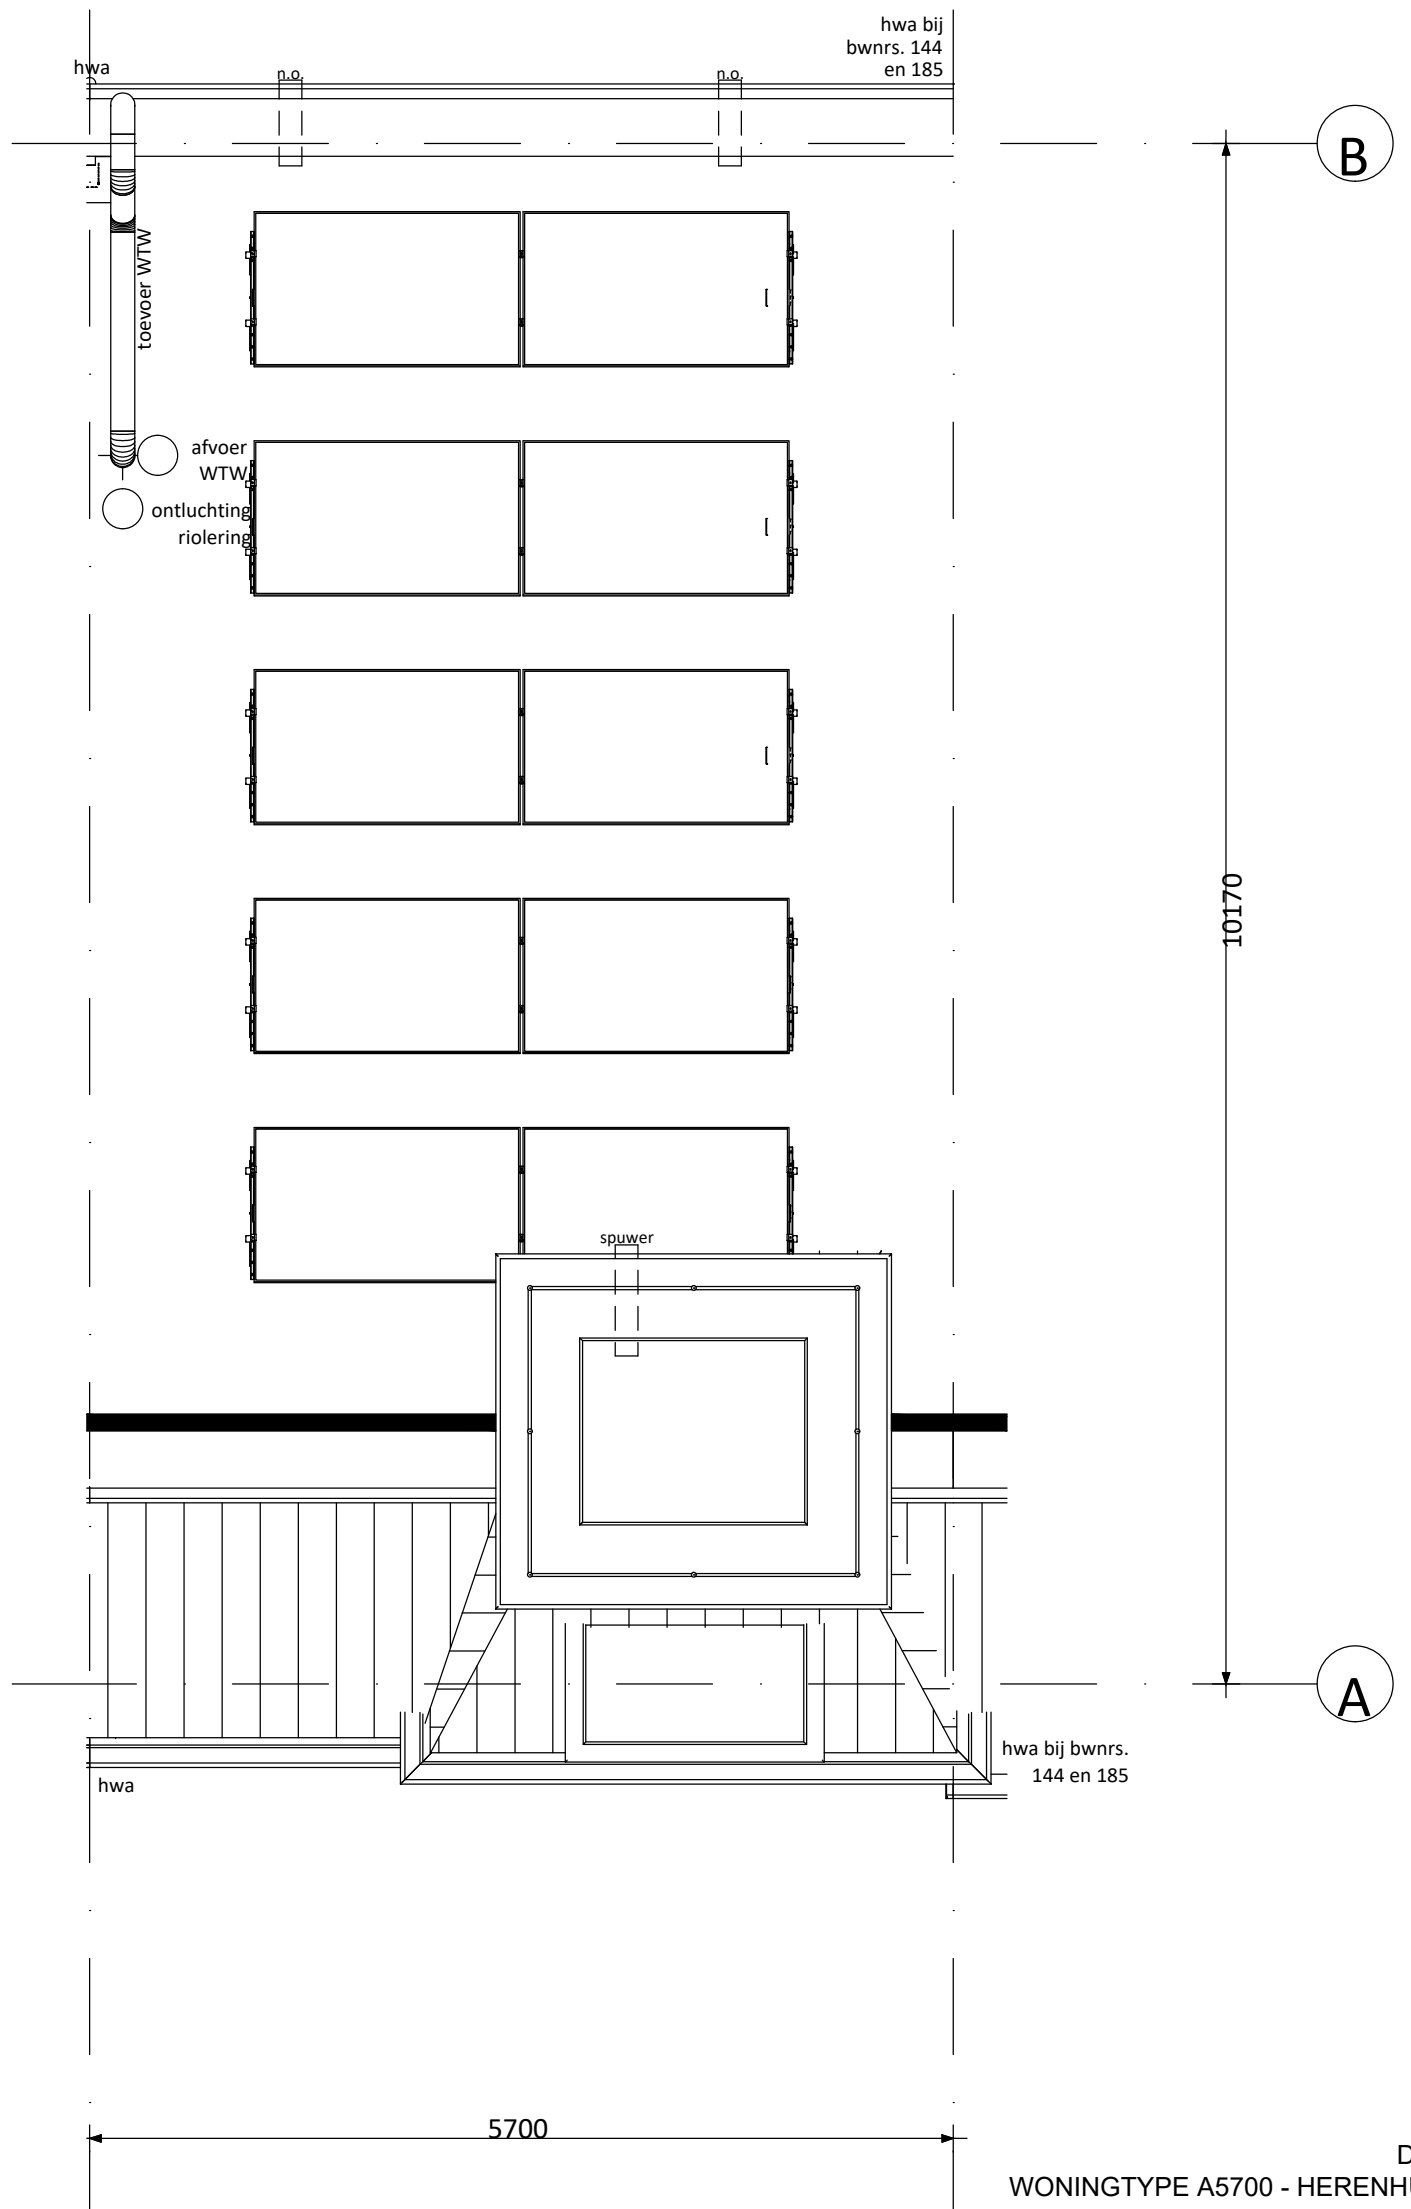 hwa bij
bwnrs. 144
en 185
hwa
n.o.
n.o.
B
toevoer WTW
afvoer
WTW
ontluchting
riolering
10170
spuwer
A
hwa bij bwnrs.
144 en 185
hwa
5700
D
WONINGTYPE A5700 - HERENHU